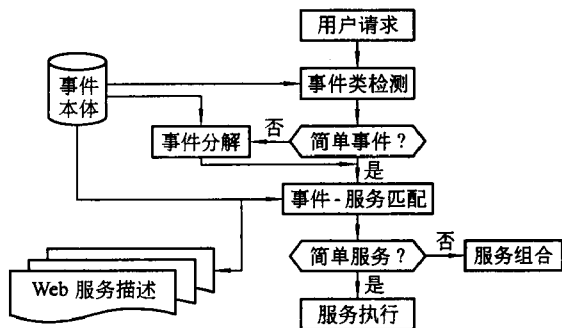 用户请求
事件
本体
事件类检测
事件分解
否
简单事件？
是
事件-服务匹配
简单服务？
否
服务组合
Web 服务描述
是
服务执行